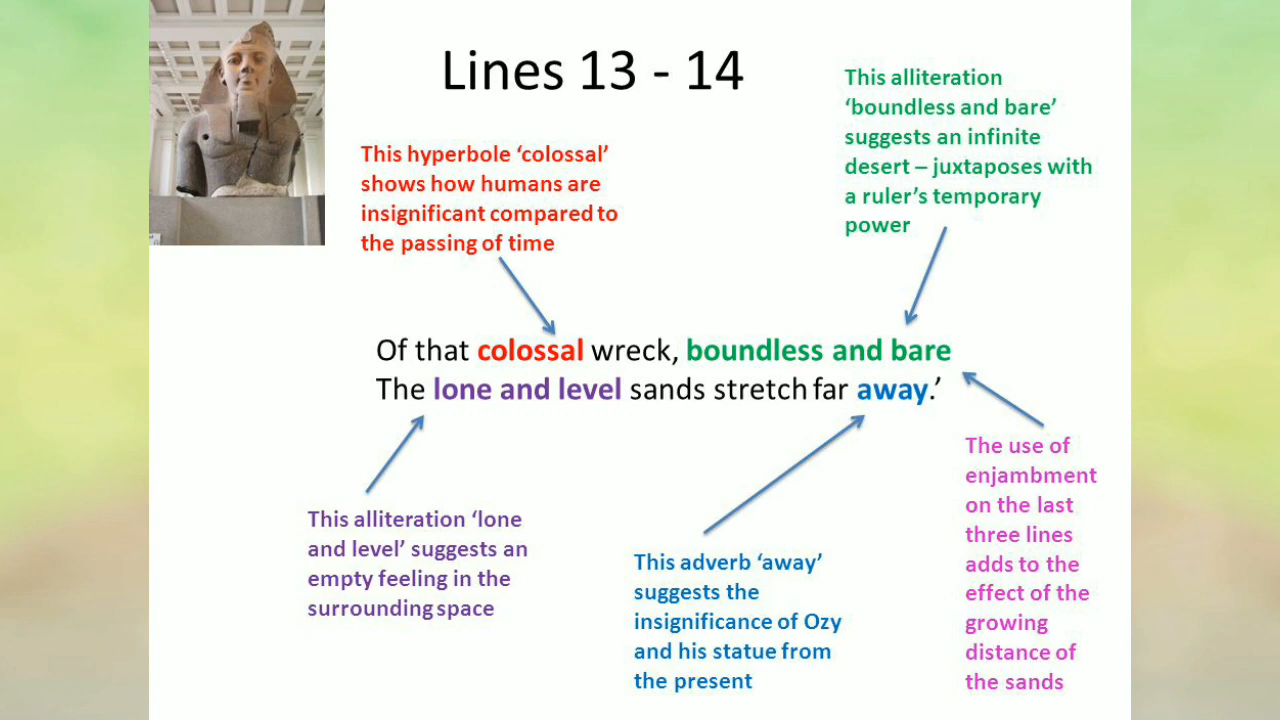 Lines 13 - 14
This hyperbole ‘colossal’
shows how humans are
insignificant compared to
the passing of time
This alliteration
‘boundless and bare’
suggests an infinite
desert – juxtaposes with
a ruler’s temporary
power
Of that colossal wreck, boundless and bare
The lone and level sands stretch far away.’
This alliteration ‘lone
and level’ suggests an
empty feeling in the
surrounding space
This adverb ‘away’
suggests the
insignificance of Ozy
and his statue from
the present
The use of
enjambment
on the last
three lines
adds to the
effect of the
growing
distance of
the sands